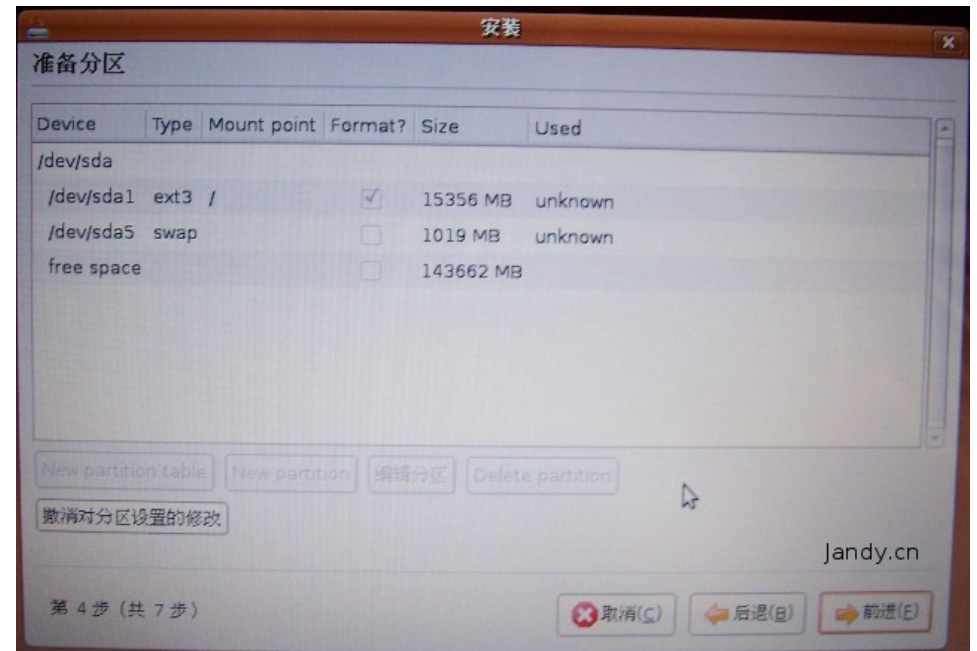 安装
准备分区
Device Type Mount point Format? Size Used
/dev/sda
/dev/sda1 ext3 / 15356 MB unknown
/dev/sda5 swap 1019 MB unknown
free space 143662 MB
New partition table New partition 编辑分区 Delete partition
撤消对分区设置的修改
Jandy.cn
第 4 步 (共 7 步) 取消(C) 后退(B) 前进(F)